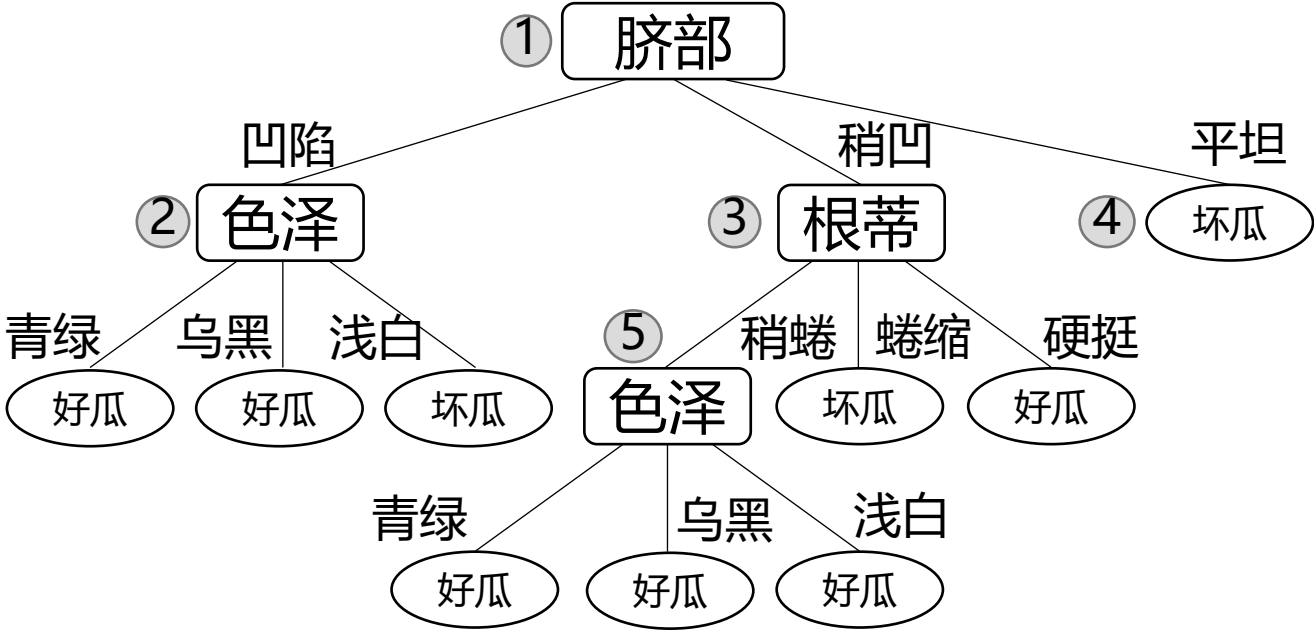 1 脐部
凹陷 稍凹 平坦
2 色泽 3 根蒂 4 坏瓜
青绿 乌黑 浅白 5 稍蜷 蜷缩 硬挺
好瓜 好瓜 坏瓜 色泽 坏瓜 好瓜
青绿 乌黑 浅白
好瓜 好瓜 好瓜